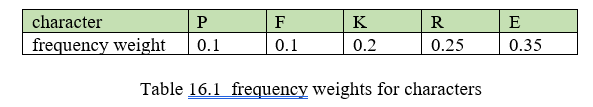 character P F K R E
frequency weight 0.1 0.1 0.2 0.25 0.35
Table 16.1 frequency weights for characters